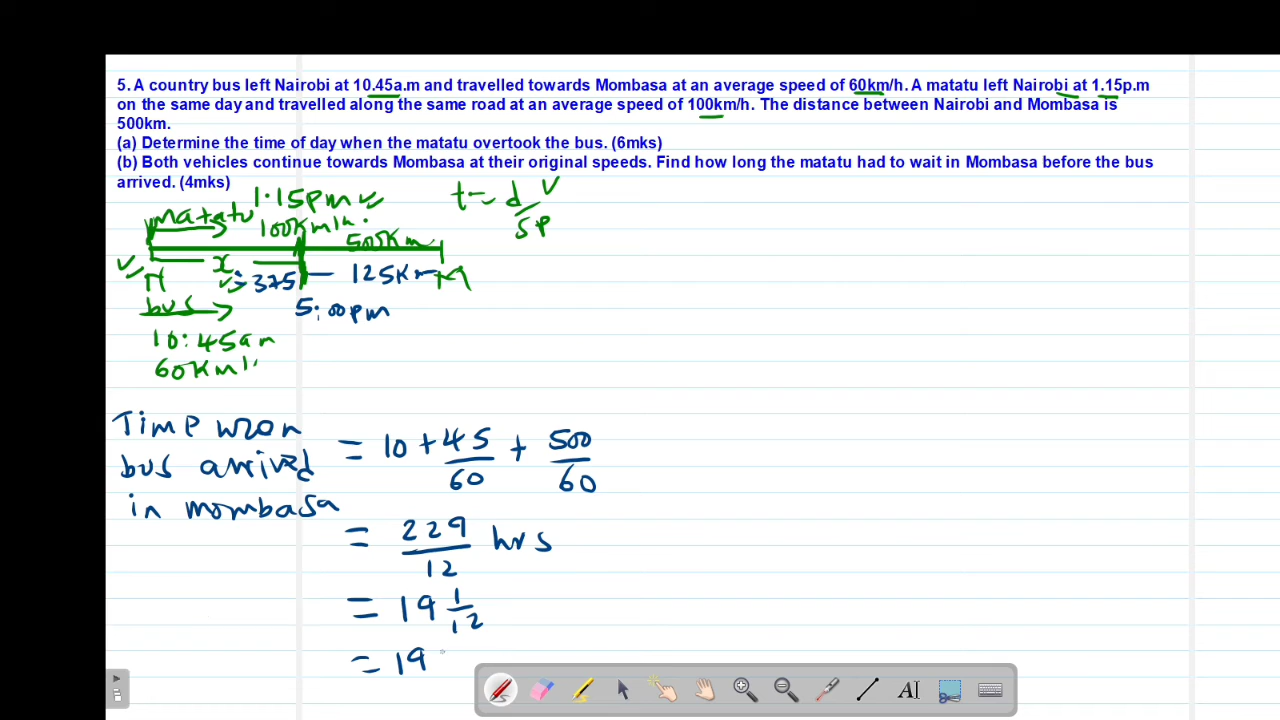 5. A country bus left Nairobi at 10.45a.m and travelled towards Mombasa at an average speed of 60km/h. A matatu left Nairobi at 1.15p.m
on the same day and travelled along the same road at an average speed of 100km/h. The distance between Nairobi and Mombasa is
500km.
(a) Determine the time of day when the matatu overtook the bus. (6mks)
(b) Both vehicles continue towards Mombasa at their original speeds. Find how long the matatu had to wait in Mombasa before the bus
arrived. (4mks)
1.15pm
t = d/sp
matatu
100km/h.
500km
x
= 375
125km
N
M
bus
5:00pm
10:45am
60km/h
Time when
bus arrived
in mombasa
= 10 + 45/60 + 500/60
= 229/12 hrs
= 19 1/12
= 19
AI